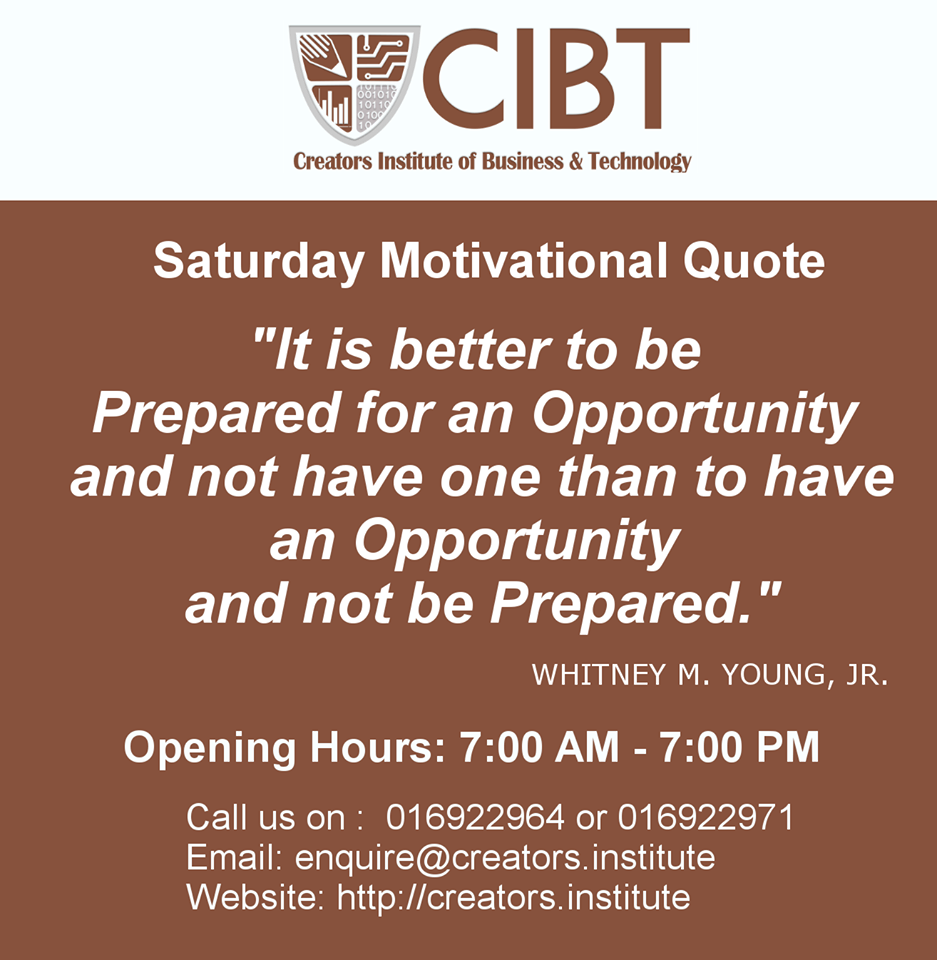 CIBT
Creators Institute of Business & Technology
Saturday Motivational Quote
"It is better to be
Prepared for an Opportunity
and not have one than to have
an Opportunity
and not be Prepared."
WHITNEY M. YOUNG, JR.
Opening Hours: 7:00 AM - 7:00 PM
Call us on :  016922964 or 016922971
Email: enquire@creators.institute
Website: http://creators.institute